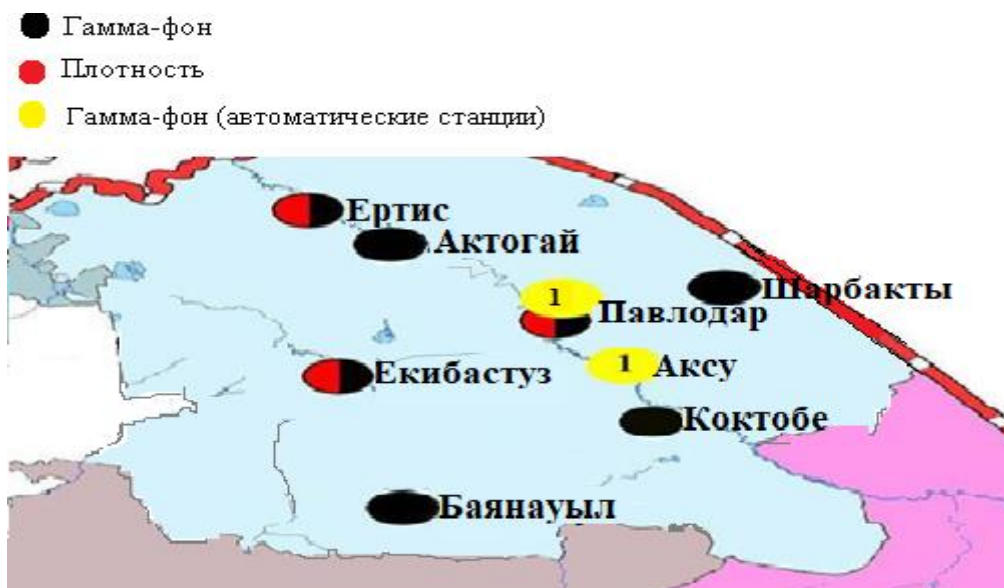 Гамма-фон
Плотность
Гамма-фон (автоматические станции)
Ертис
Актогай
Шарбакты
1
Павлодар
1
Аксу
Екибастуз
Коктобе
Баянауыл